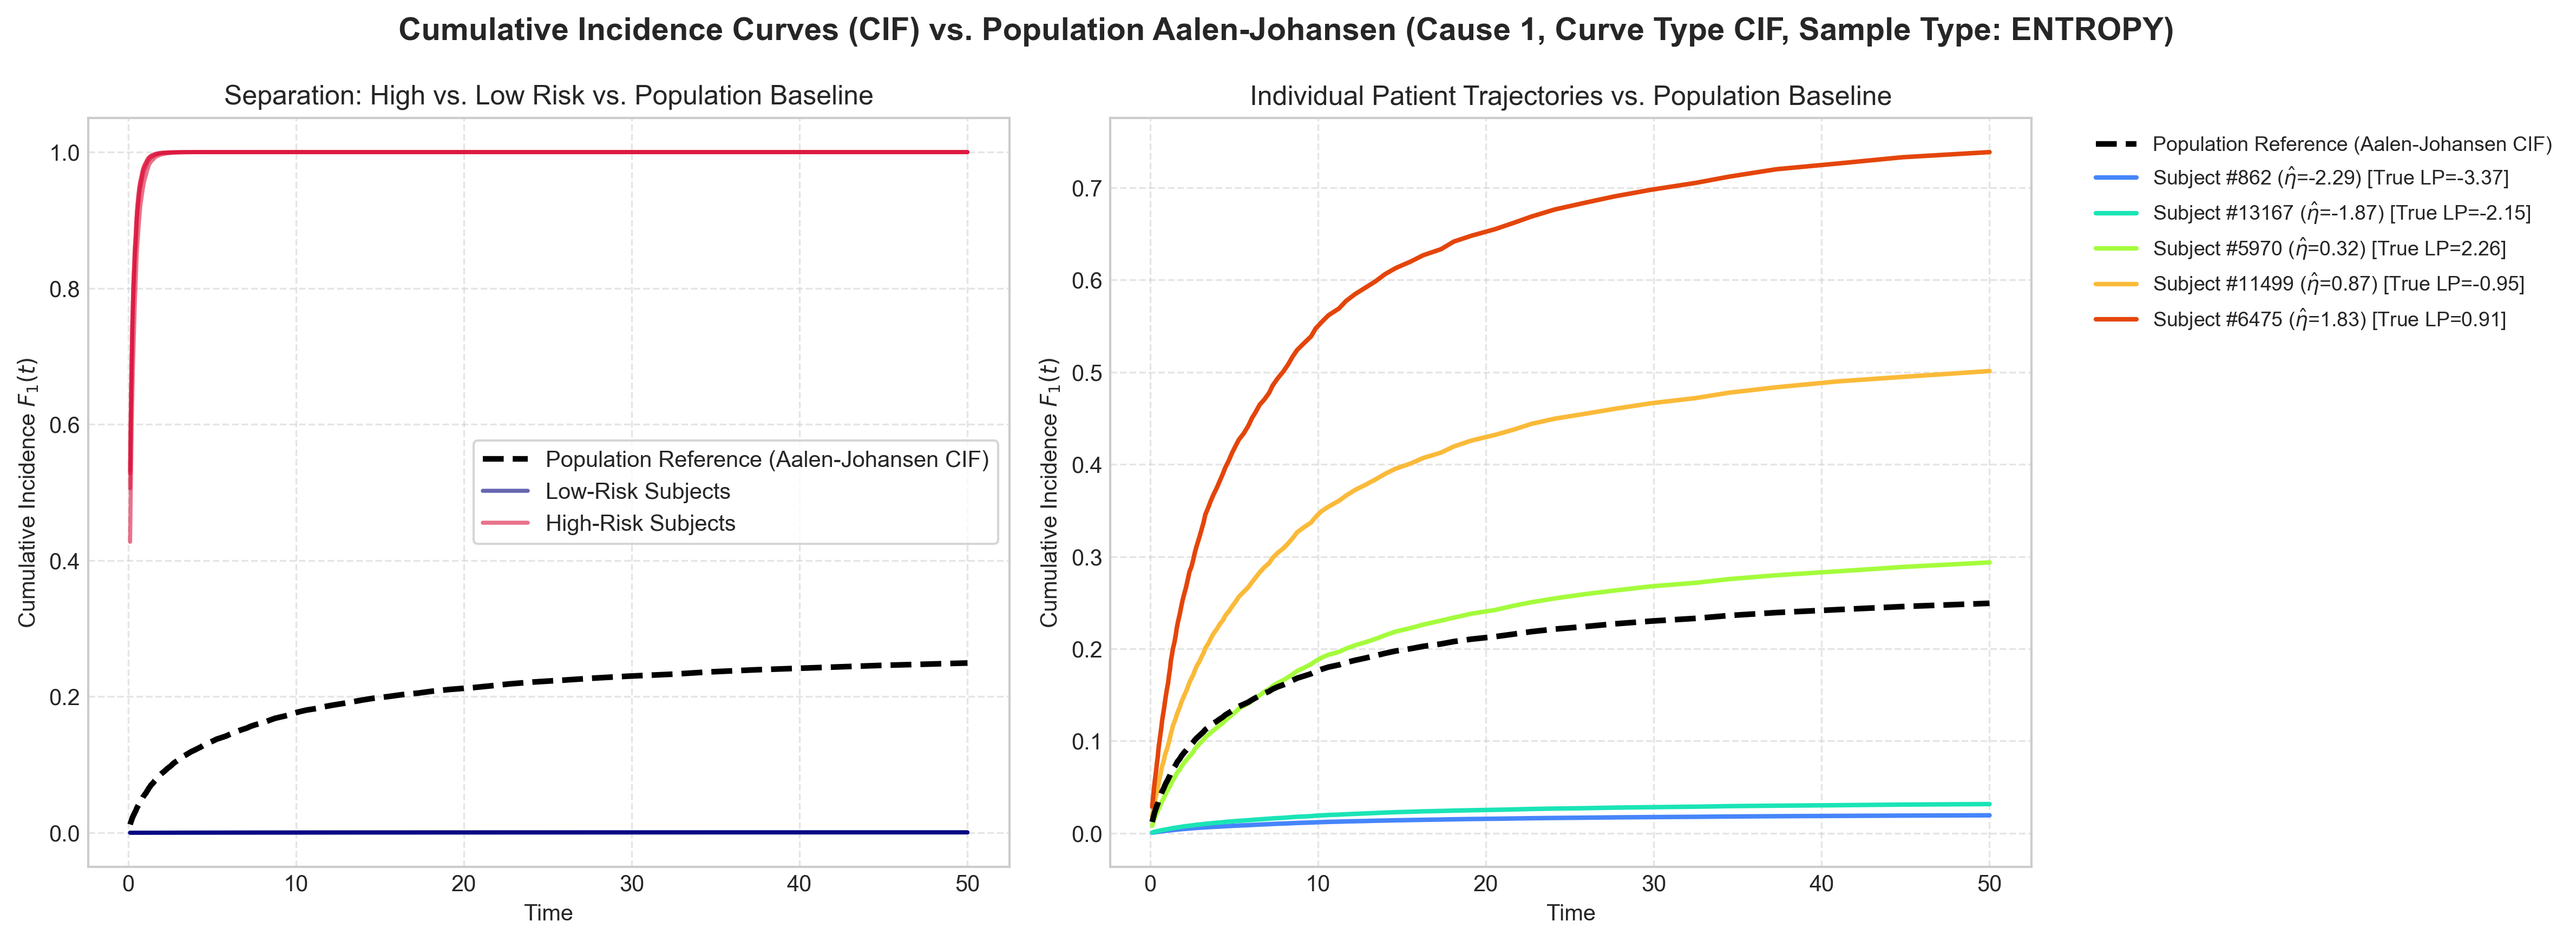 Cumulative Incidence Curves (CIF) vs. Population Aalen-Johansen (Cause 1, Curve Type CIF, Sample Type: ENTROPY)
Separation: High vs. Low Risk vs. Population Baseline
Cumulative Incidence F₁(t)
1.0
0.8
0.6
0.4
0.2
0.0
Population Reference (Aalen-Johansen CIF)
Low-Risk Subjects
High-Risk Subjects
0 10 20 30 40 50
Time
Individual Patient Trajectories vs. Population Baseline
Cumulative Incidence F₁(t)
0.7
0.6
0.5
0.4
0.3
0.2
0.1
0.0
0 10 20 30 40 50
Time
Population Reference (Aalen-Johansen CIF)
Subject #862 (η̂=-2.29) [True LP=-3.37]
Subject #13167 (η̂=-1.87) [True LP=-2.15]
Subject #5970 (η̂=0.32) [True LP=2.26]
Subject #11499 (η̂=0.87) [True LP=-0.95]
Subject #6475 (η̂=1.83) [True LP=0.91]